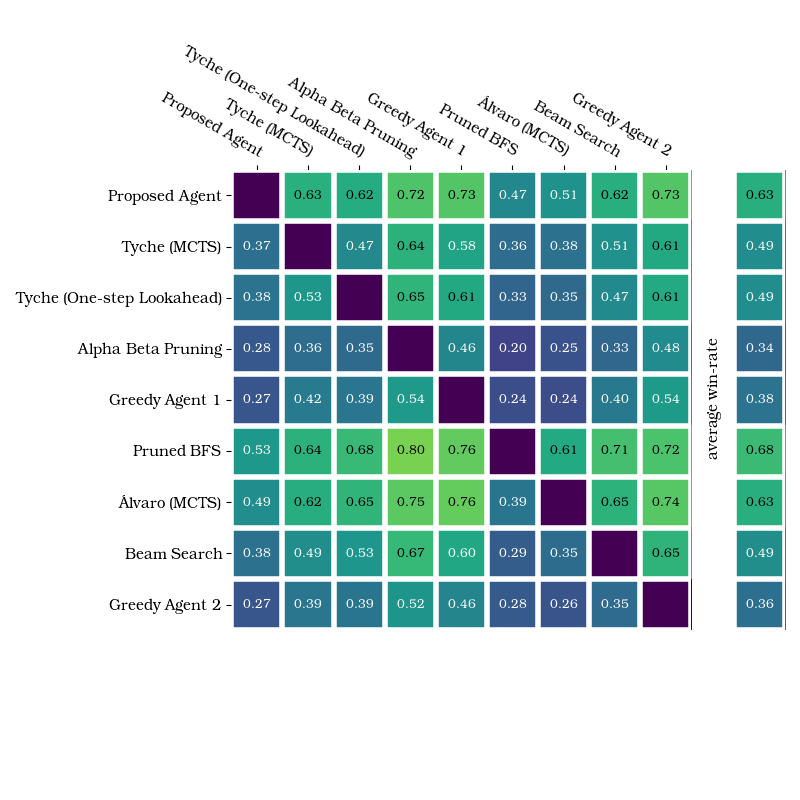 Proposed Agent
Tyche (MCTS)
Tyche (One-step Lookahead)
Alpha Beta Pruning
Greedy Agent 1
Pruned BFS
Álvaro (MCTS)
Beam Search
Greedy Agent 2
Proposed Agent 0.63 0.62 0.72 0.73 0.47 0.51 0.62 0.73 0.63
Tyche (MCTS) 0.37 0.47 0.64 0.58 0.36 0.38 0.51 0.61 0.49
Tyche (One-step Lookahead) 0.38 0.53 0.65 0.61 0.33 0.35 0.47 0.61 0.49
Alpha Beta Pruning 0.28 0.36 0.35 0.46 0.20 0.25 0.33 0.48 0.34
Greedy Agent 1 0.27 0.42 0.39 0.54 0.24 0.24 0.40 0.54 0.38
Pruned BFS 0.53 0.64 0.68 0.80 0.76 0.61 0.71 0.72 0.68
Álvaro (MCTS) 0.49 0.62 0.65 0.75 0.76 0.39 0.65 0.74 0.63
Beam Search 0.38 0.49 0.53 0.67 0.60 0.29 0.35 0.65 0.49
Greedy Agent 2 0.27 0.39 0.39 0.52 0.46 0.28 0.26 0.35 0.36
average win-rate